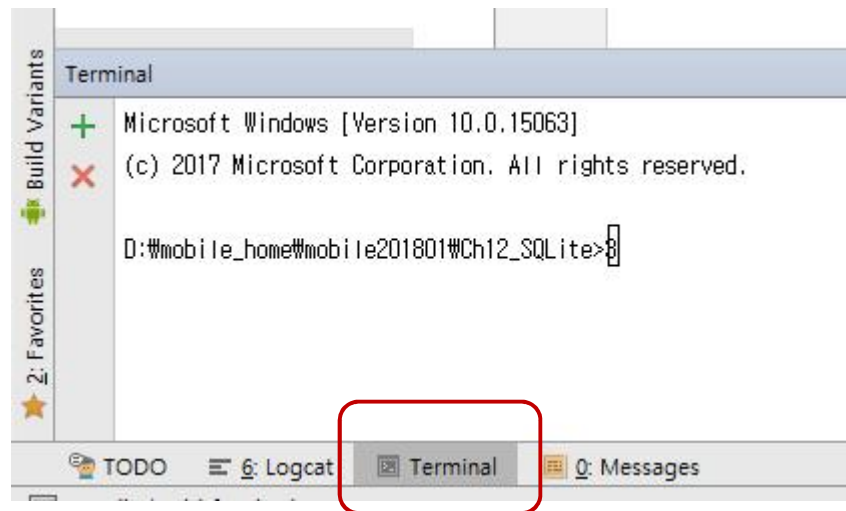 Build Variants
2: Favorites
Terminal
Microsoft Windows [Version 10.0.15063]
(c) 2017 Microsoft Corporation. All rights reserved.
D:₩mobile_home₩mobile201801₩Ch12_SQLite>3
TODO 6: Logcat Terminal 0: Messages